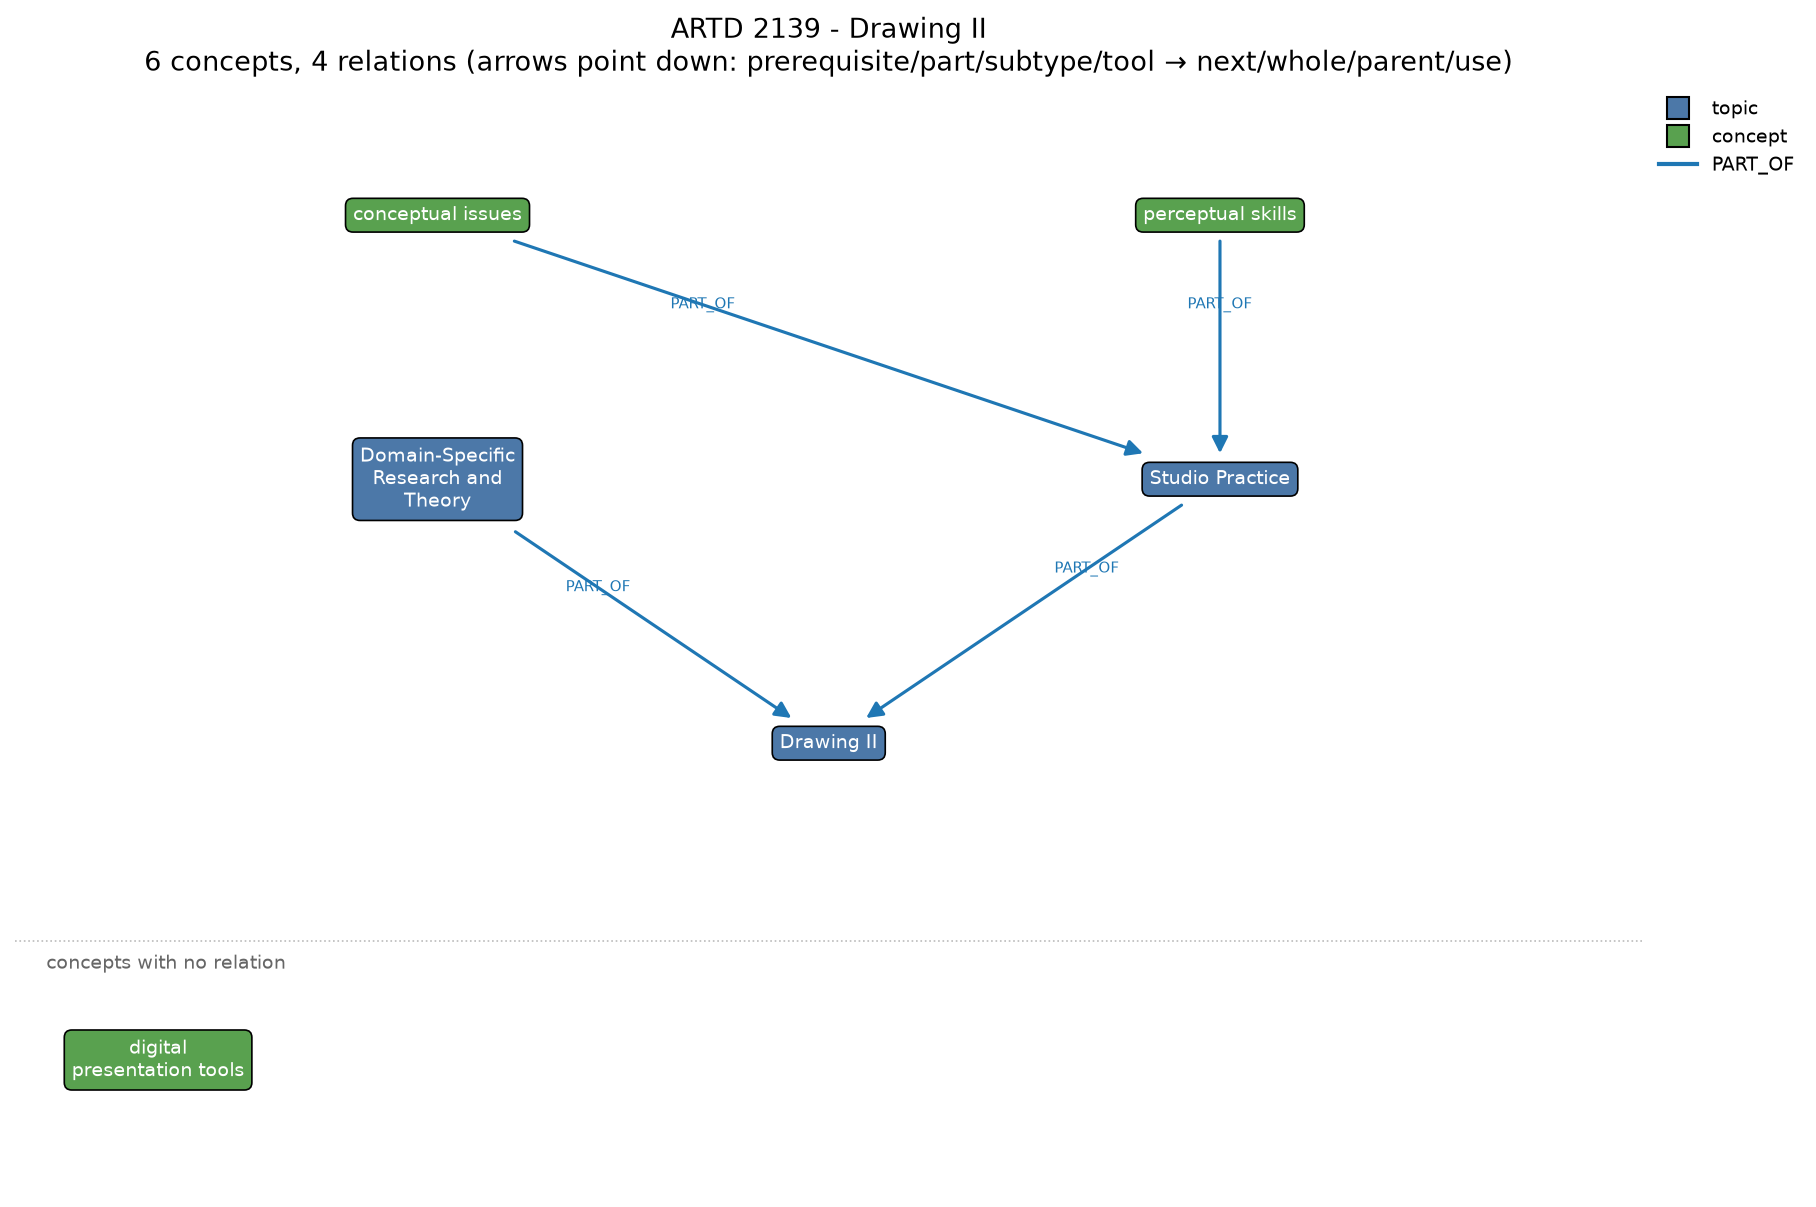 ARTD 2139 - Drawing II
6 concepts, 4 relations (arrows point down: prerequisite/part/subtype/tool → next/whole/parent/use)
topic
concept
PART_OF
conceptual issues
perceptual skills
PART_OF
PART_OF
Domain-Specific
Research and
Theory
Studio Practice
PART_OF
PART_OF
Drawing II
concepts with no relation
digital
presentation tools